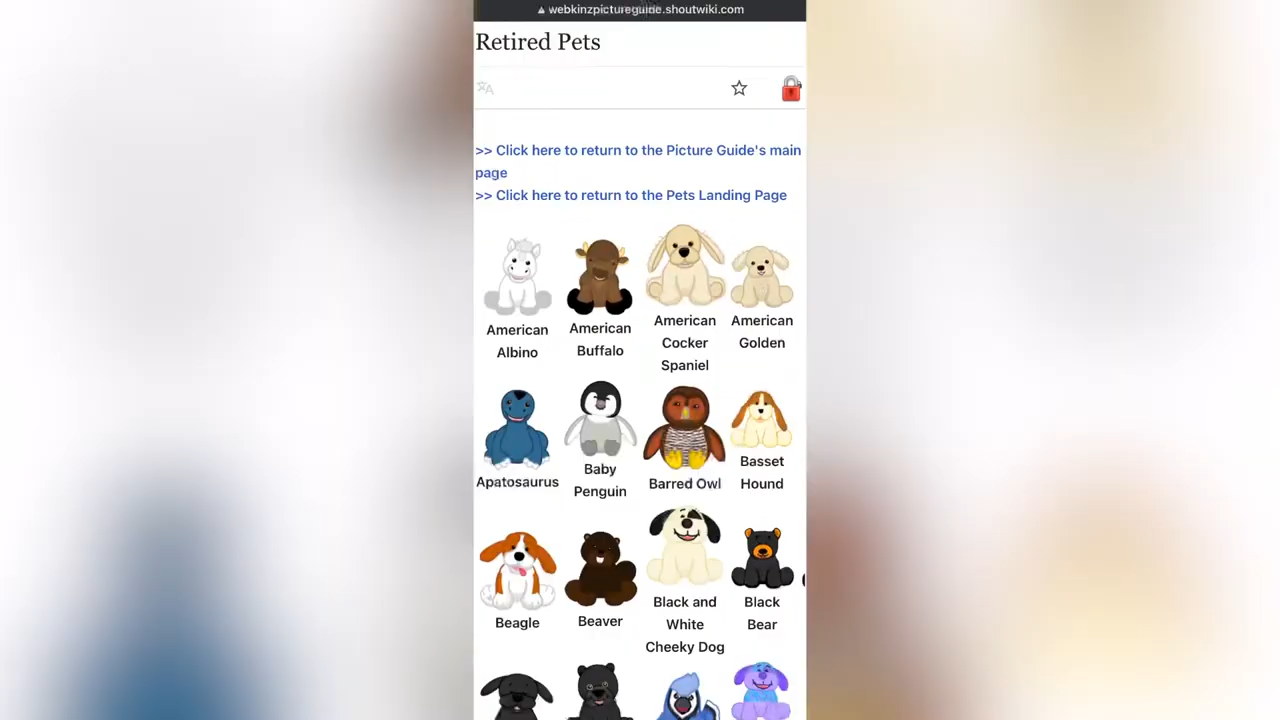 webkinzpictureguide.shoutwiki.com
Retired Pets
>> Click here to return to the Picture Guide's main
page
>> Click here to return to the Pets Landing Page
American
Albino
American
Buffalo
American
Cocker
Spaniel
American
Golden
Apatosaurus
Baby
Penguin
Barred Owl
Basset
Hound
Beagle
Beaver
Black and
White
Cheeky Dog
Black
Bear